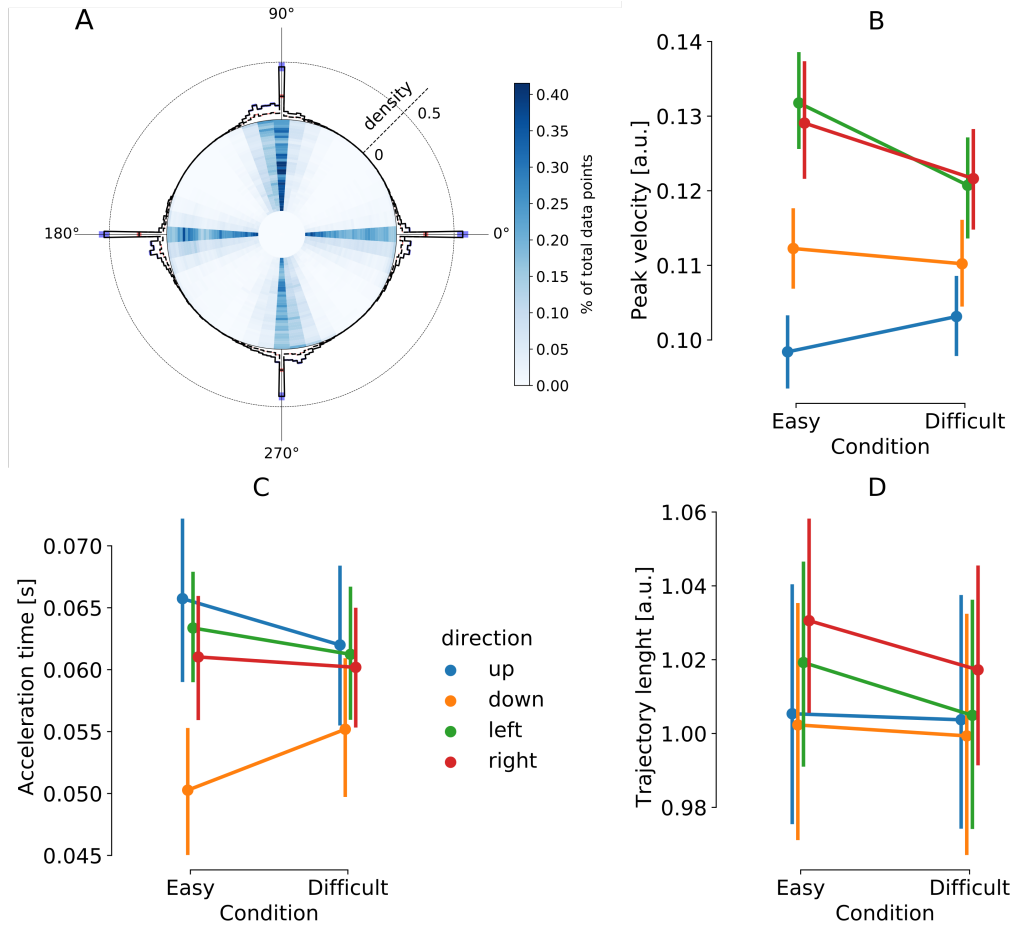 A
90°
180°
0°
270°
density
0
0.5
0.40
0.35
0.30
0.25
0.20
0.15
0.10
0.05
0.00
% of total data points
B
0.14
0.13
0.12
0.11
0.10
Peak velocity [a.u.]
Easy Difficult
Condition
C
0.070
0.065
0.060
0.055
0.050
0.045
Acceleration time [s]
Easy Difficult
Condition
direction
up
down
left
right
D
1.06
1.04
1.02
1.00
0.98
Trajectory lenght [a.u.]
Easy Difficult
Condition